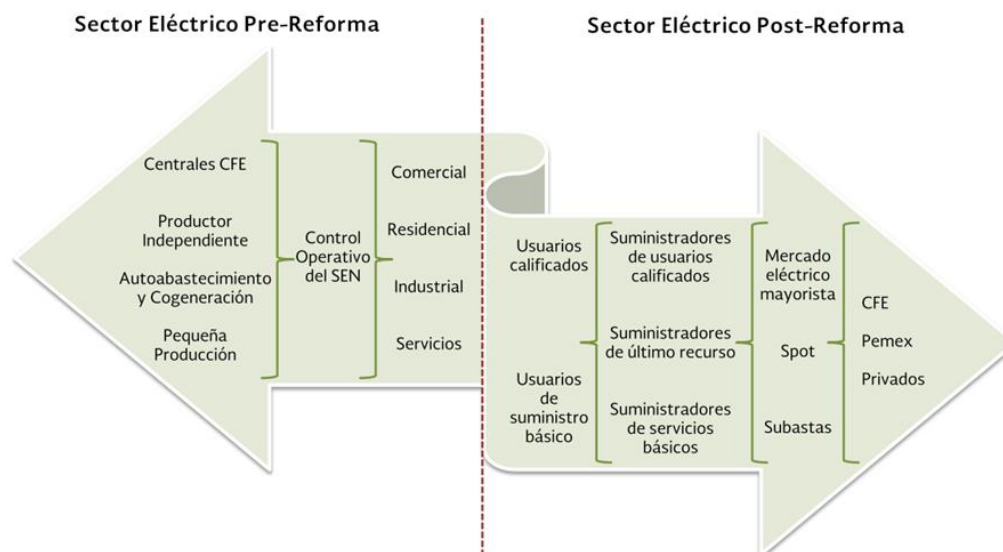 Sector Eléctrico Pre-Reforma
Centrales CFE
Productor
Independiente
Autoabastecimiento
y Cogeneración
Pequeña
Producción
Control
Operativo
del SEN
Comercial
Residencial
Industrial
Servicios
Sector Eléctrico Post-Reforma
Usuarios
calificados
Usuarios
de
suministro
básico
Suministradores
de usuarios
calificados
Suministradores
de último recurso
Suministradores
de servicios
básicos
Mercado
eléctrico
mayorista
Spot
Subastas
CFE
Pemex
Privados